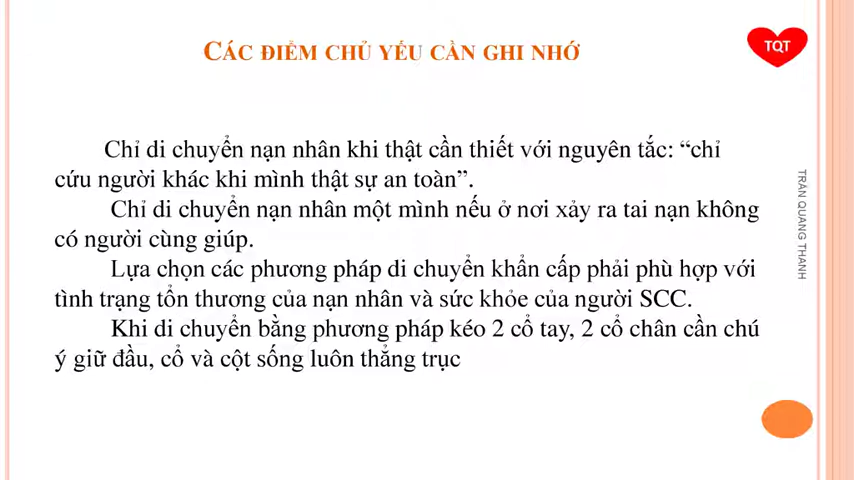 CÁC ĐIỂM CHỦ YẾU CẦN GHI NHỚ
TQT
Chỉ di chuyển nạn nhân khi thật cần thiết với nguyên tắc: “chỉ
cứu người khác khi mình thật sự an toàn”.
Chỉ di chuyển nạn nhân một mình nếu ở nơi xảy ra tai nạn không
có người cùng giúp.
Lựa chọn các phương pháp di chuyển khẩn cấp phải phù hợp với
tình trạng tổn thương của nạn nhân và sức khỏe của người SCC.
Khi di chuyển bằng phương pháp kéo 2 cổ tay, 2 cổ chân cần chú
ý giữ đầu, cổ và cột sống luôn thẳng trục
TRẦN QUANG THANH